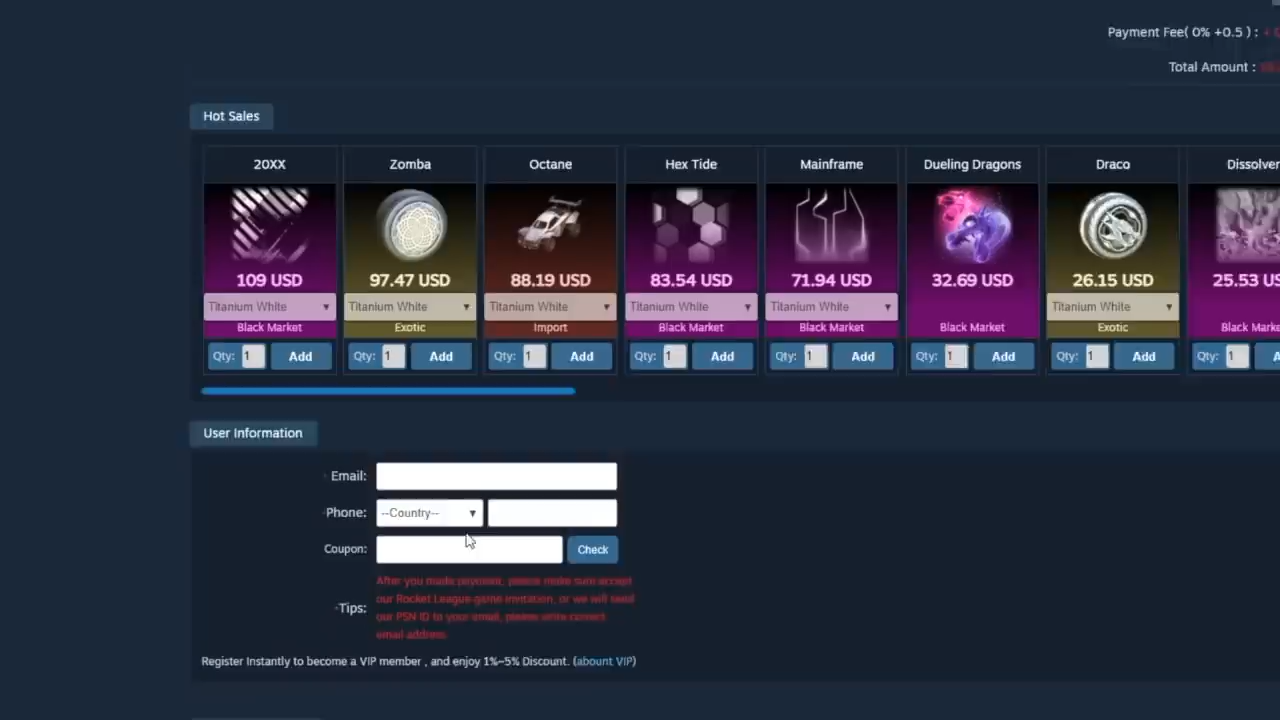 Payment Fee( 0% +0.5 ) : +
Total Amount :
Hot Sales
20XX Zomba Octane Hex Tide Mainframe Dueling Dragons Draco Dissolver
109 USD 97.47 USD 88.19 USD 83.54 USD 71.94 USD 32.69 USD 26.15 USD 25.53 US
Titanium White Titanium White Titanium White Titanium White Titanium White Titanium White
Black Market Exotic Import Black Market Black Market Black Market Exotic Black Marke
Qty: 1 Add Qty: 1 Add Qty: 1 Add Qty: 1 Add Qty: 1 Add Qty: 1 Add Qty: 1 Add Qty: 1 A
User Information
Email:
Phone: --Country--
Coupon: Check
After you made payment, please make sure accept
our Rocket League game invitation, or we will send
*Tips:
our PSN ID to your email, please write correct
email address.
Register Instantly to become a VIP member , and enjoy 1%~5% Discount. (abount VIP)